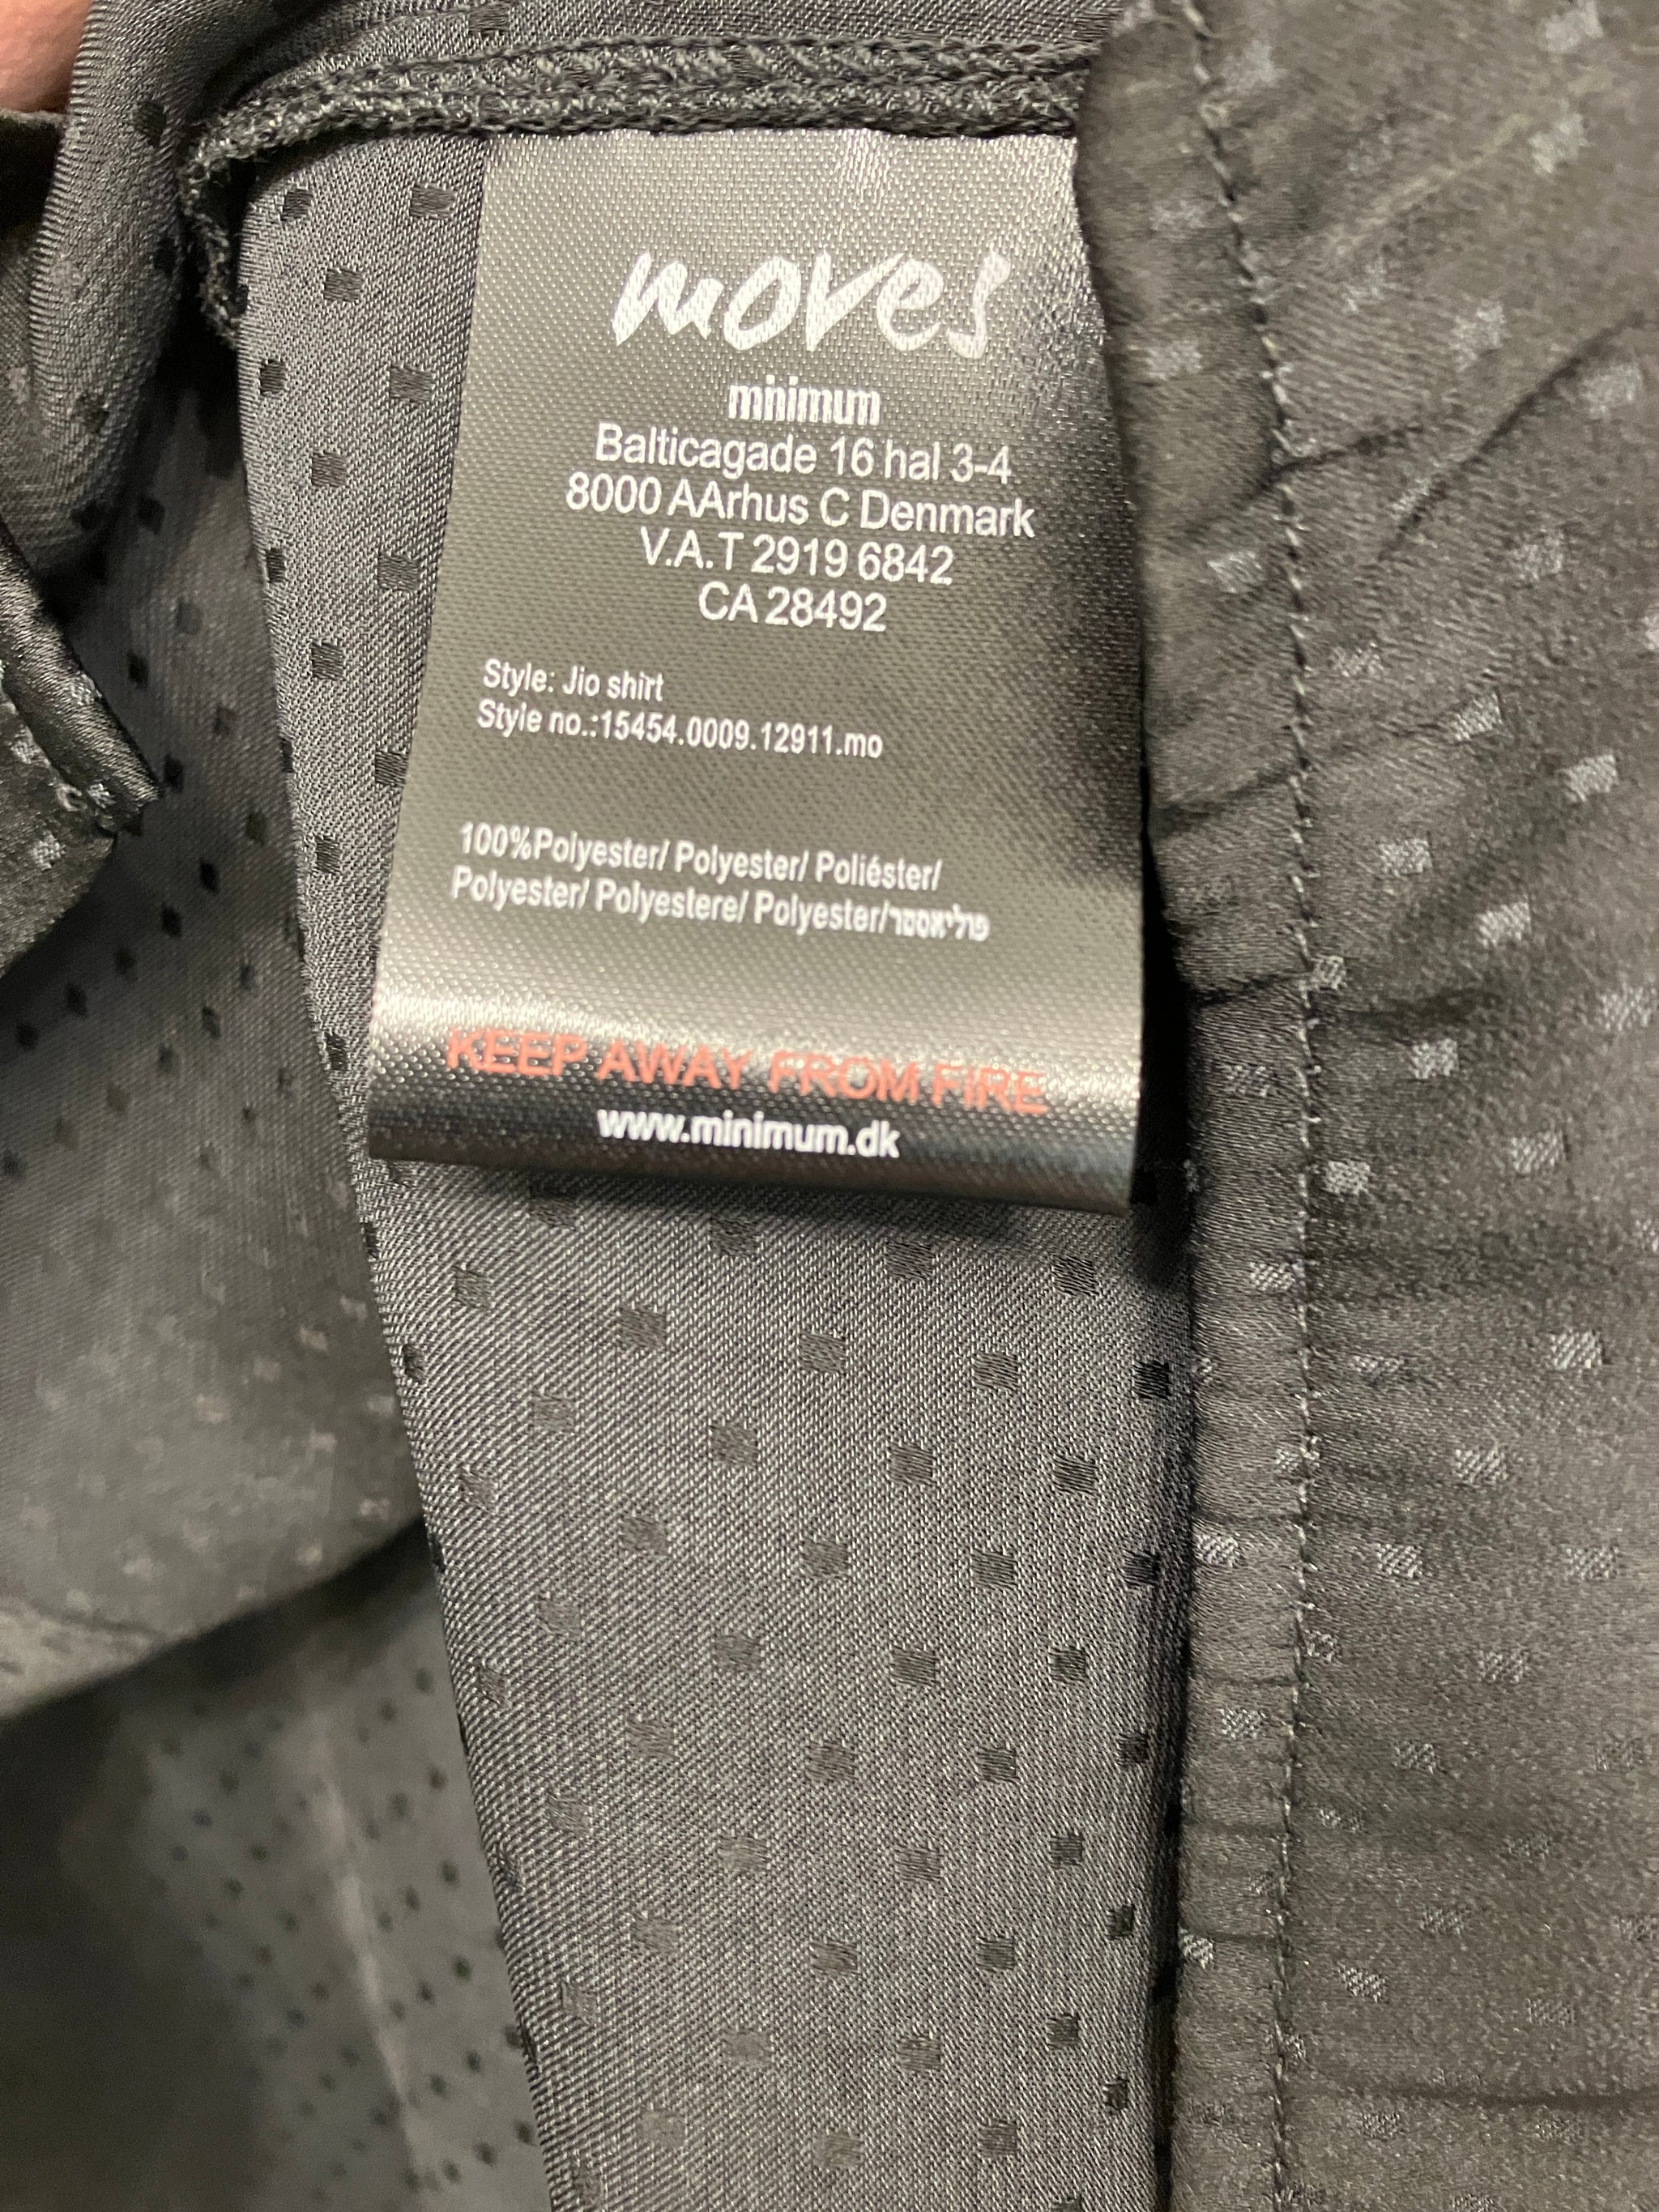 moves
minimum
Balticagade 16 hal 3-4
8000 AArhus C Denmark
V.A.T 2919 6842
CA 28492
Style: Jio shirt
Style no.:15454.0009.12911.mo
100%Polyester/ Polyester/ Poliéster/
Polyester/ Polyestere/ Polyester/פוליאסטר
KEEP AWAY FROM FIRE
www.minimum.dk